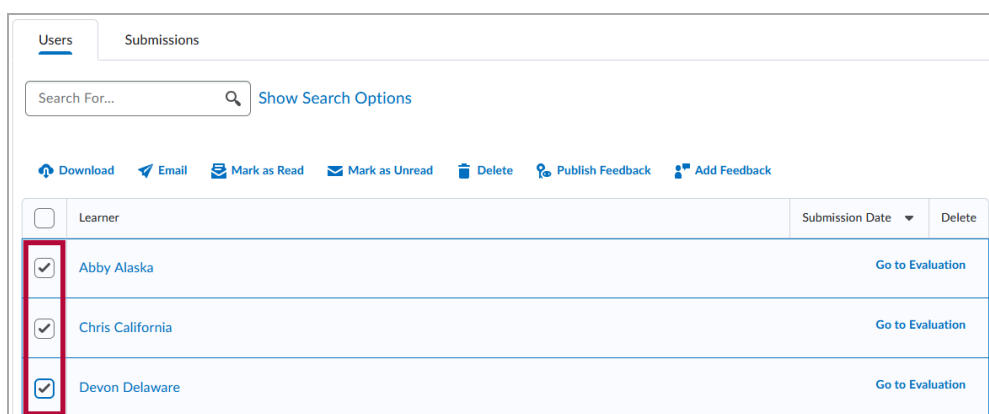 Users Submissions
Search For... Show Search Options
Download Email Mark as Read Mark as Unread Delete Publish Feedback Add Feedback
Learner Submission Date Delete
Abby Alaska Go to Evaluation
Chris California Go to Evaluation
Devon Delaware Go to Evaluation